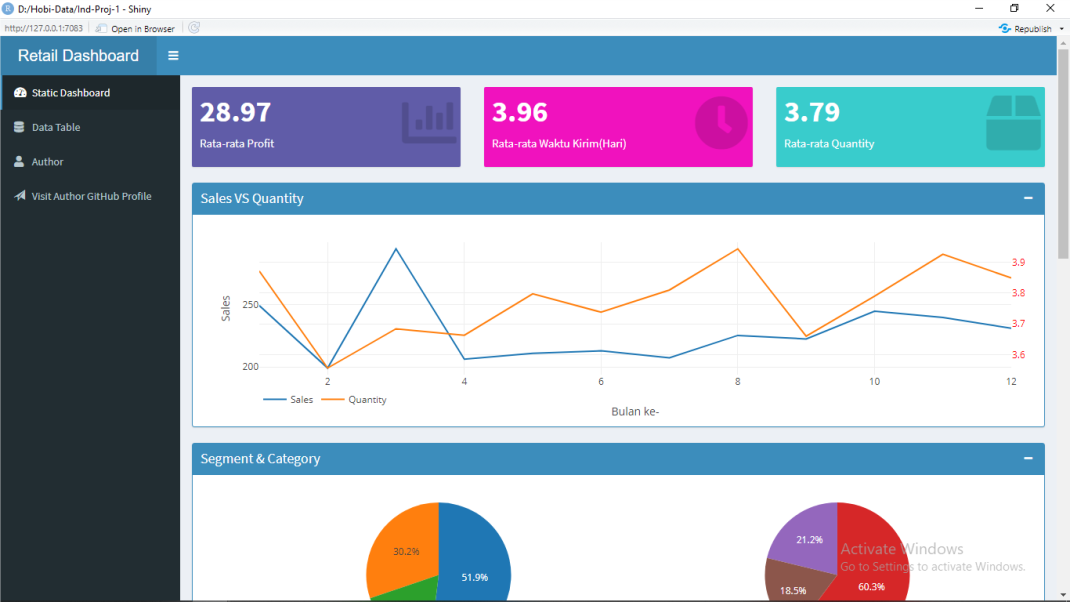 D:/Hobi-Data/Ind-Proj-1 - Shiny
http://127.0.0.1:7083 Open in Browser Republish
Retail Dashboard
Static Dashboard
Data Table
Author
Visit Author GitHub Profile
28.97
Rata-rata Profit
3.96
Rata-rata Waktu Kirim(Hari)
3.79
Rata-rata Quantity
Sales VS Quantity
Sales
250
200
3.9
3.8
3.7
3.6
2 4 6 8 10 12
Sales Quantity
Bulan ke-
Segment & Category
30.2%
51.9%
21.2%
18.5%
60.3%
Activate Windows
Go to Settings to activate Windows.